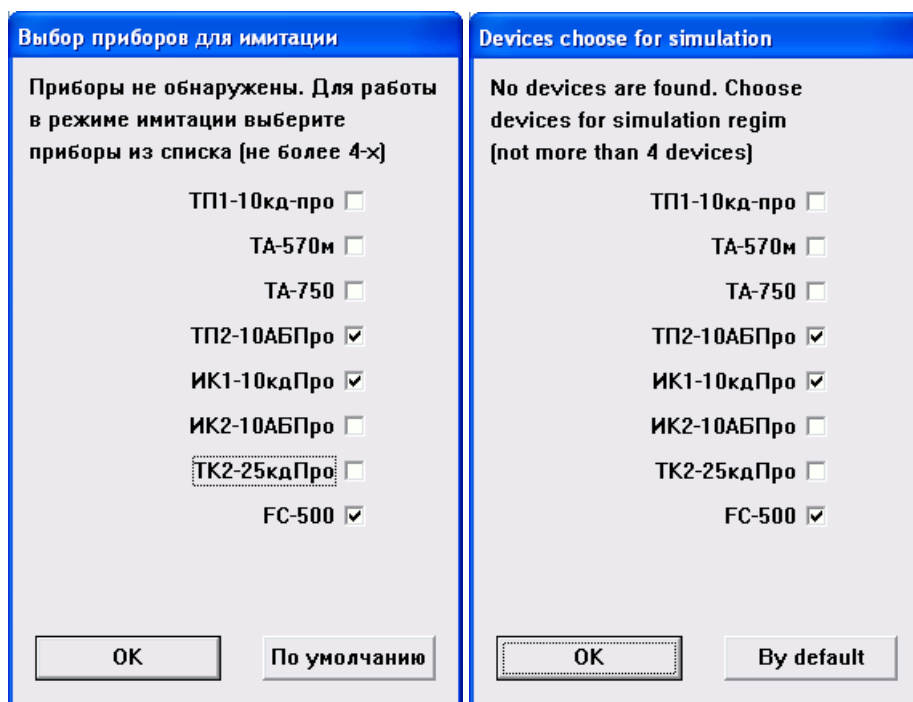 Выбор приборов для имитации
Приборы не обнаружены. Для работы
в режиме имитации выберите
приборы из списка (не более 4-х)
ТП1-10кд-про
ТА-570м
ТА-750
ТП2-10АБПро
ИК1-10кдПро
ИК2-10АБПро
ТК2-25кдПро
FC-500
OK
По умолчанию
Devices choose for simulation
No devices are found. Choose
devices for simulation regim
(not more than 4 devices)
ТП1-10кд-про
ТА-570м
ТА-750
ТП2-10АБПро
ИК1-10кдПро
ИК2-10АБПро
ТК2-25кдПро
FC-500
OK
By default